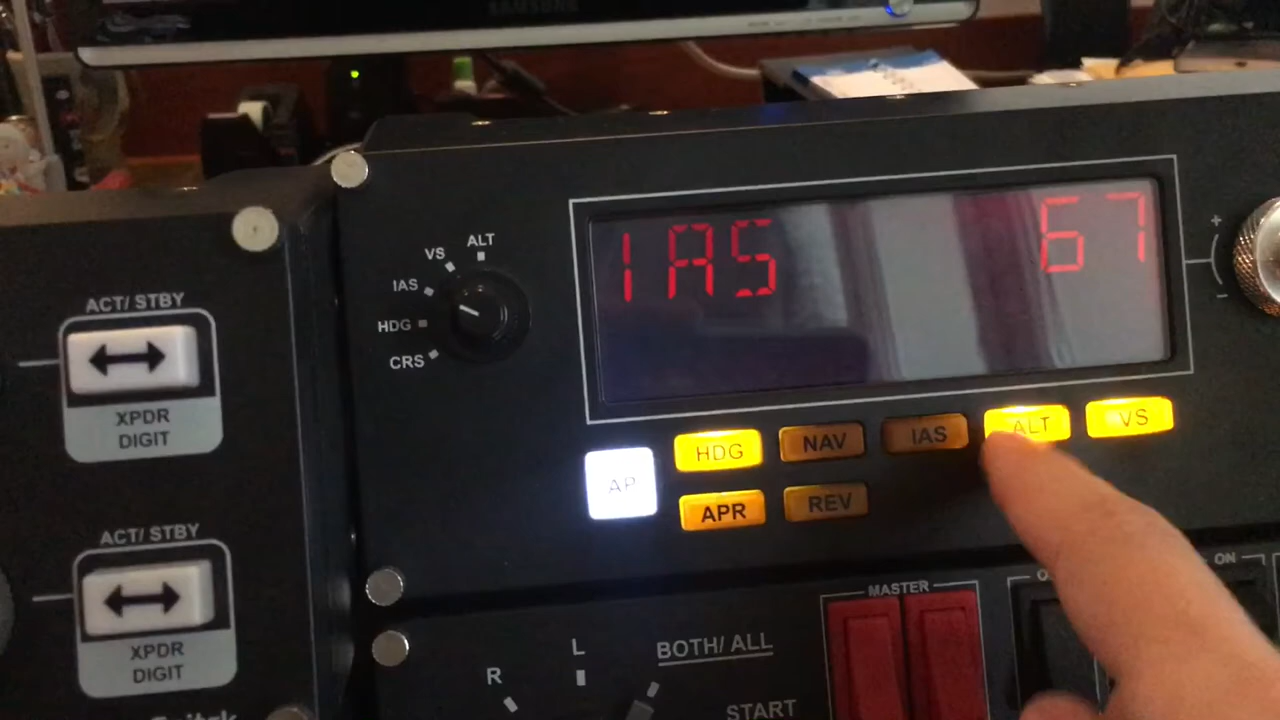 SAMSUNG
ALT
VS
IAS
HDG
CRS
IAS 67
+
-
ACT/ STBY
XPDR
DIGIT
AP
HDG
NAV
IAS
ALT
VS
APR
REV
ACT/ STBY
XPDR
DIGIT
MASTER
ON
L
R
BOTH/ ALL
START